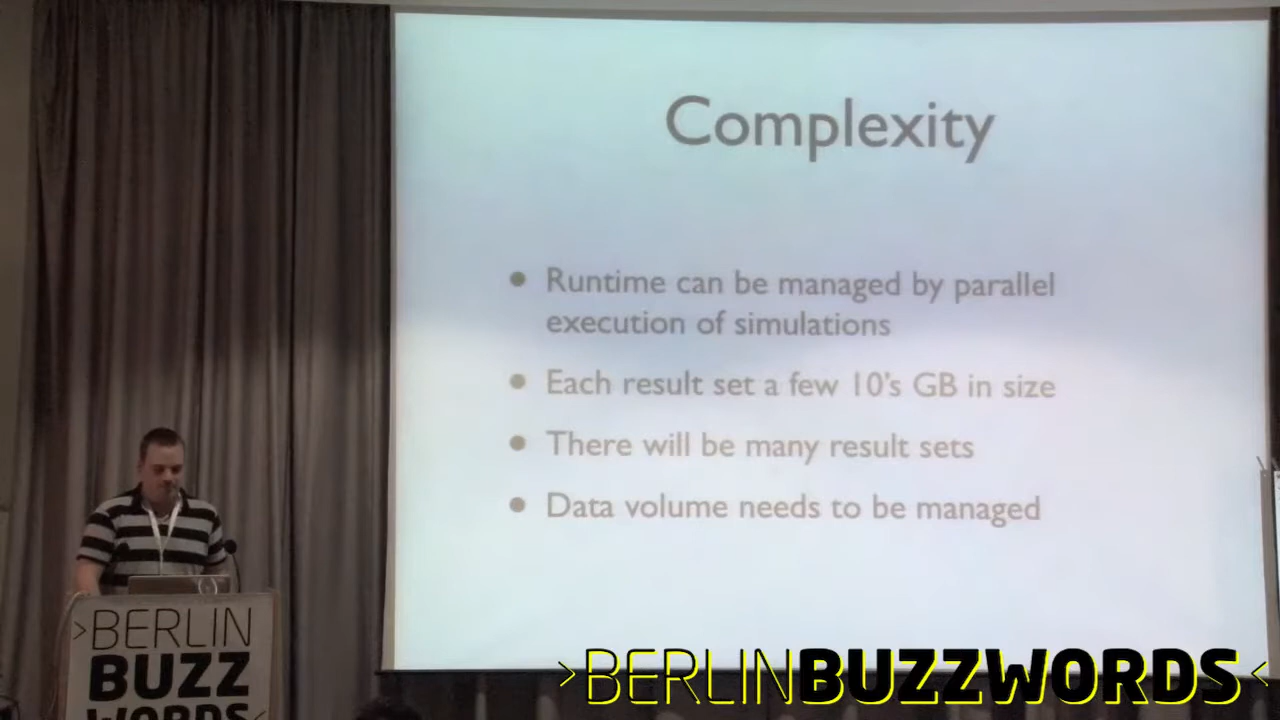 Complexity
• Runtime can be managed by parallel
execution of simulations
• Each result set a few 10's GB in size
• There will be many result sets
• Data volume needs to be managed
>BERLIN
BUZZ
WORDS<
>BERLINBUZZWORDS<